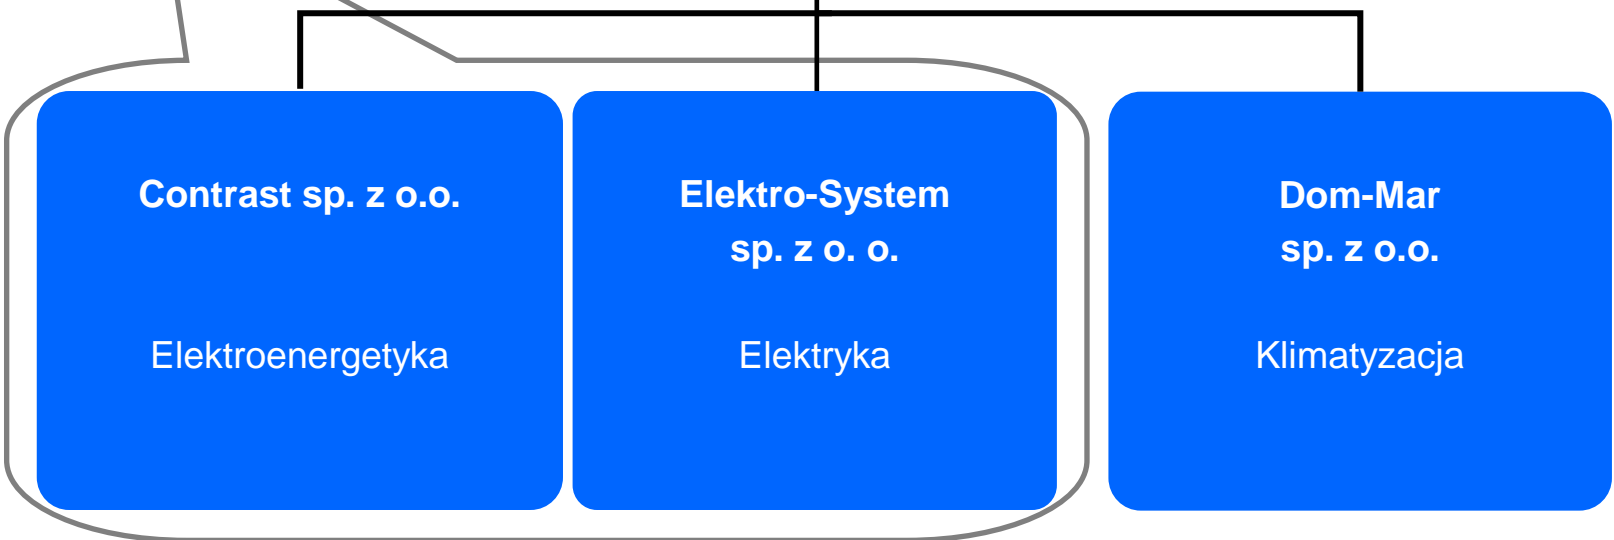 Contrast sp. z o.o.
Elektroenergetyka
Elektro-System
sp. z o. o.
Elektryka
Dom-Mar
sp. z o.o.
Klimatyzacja